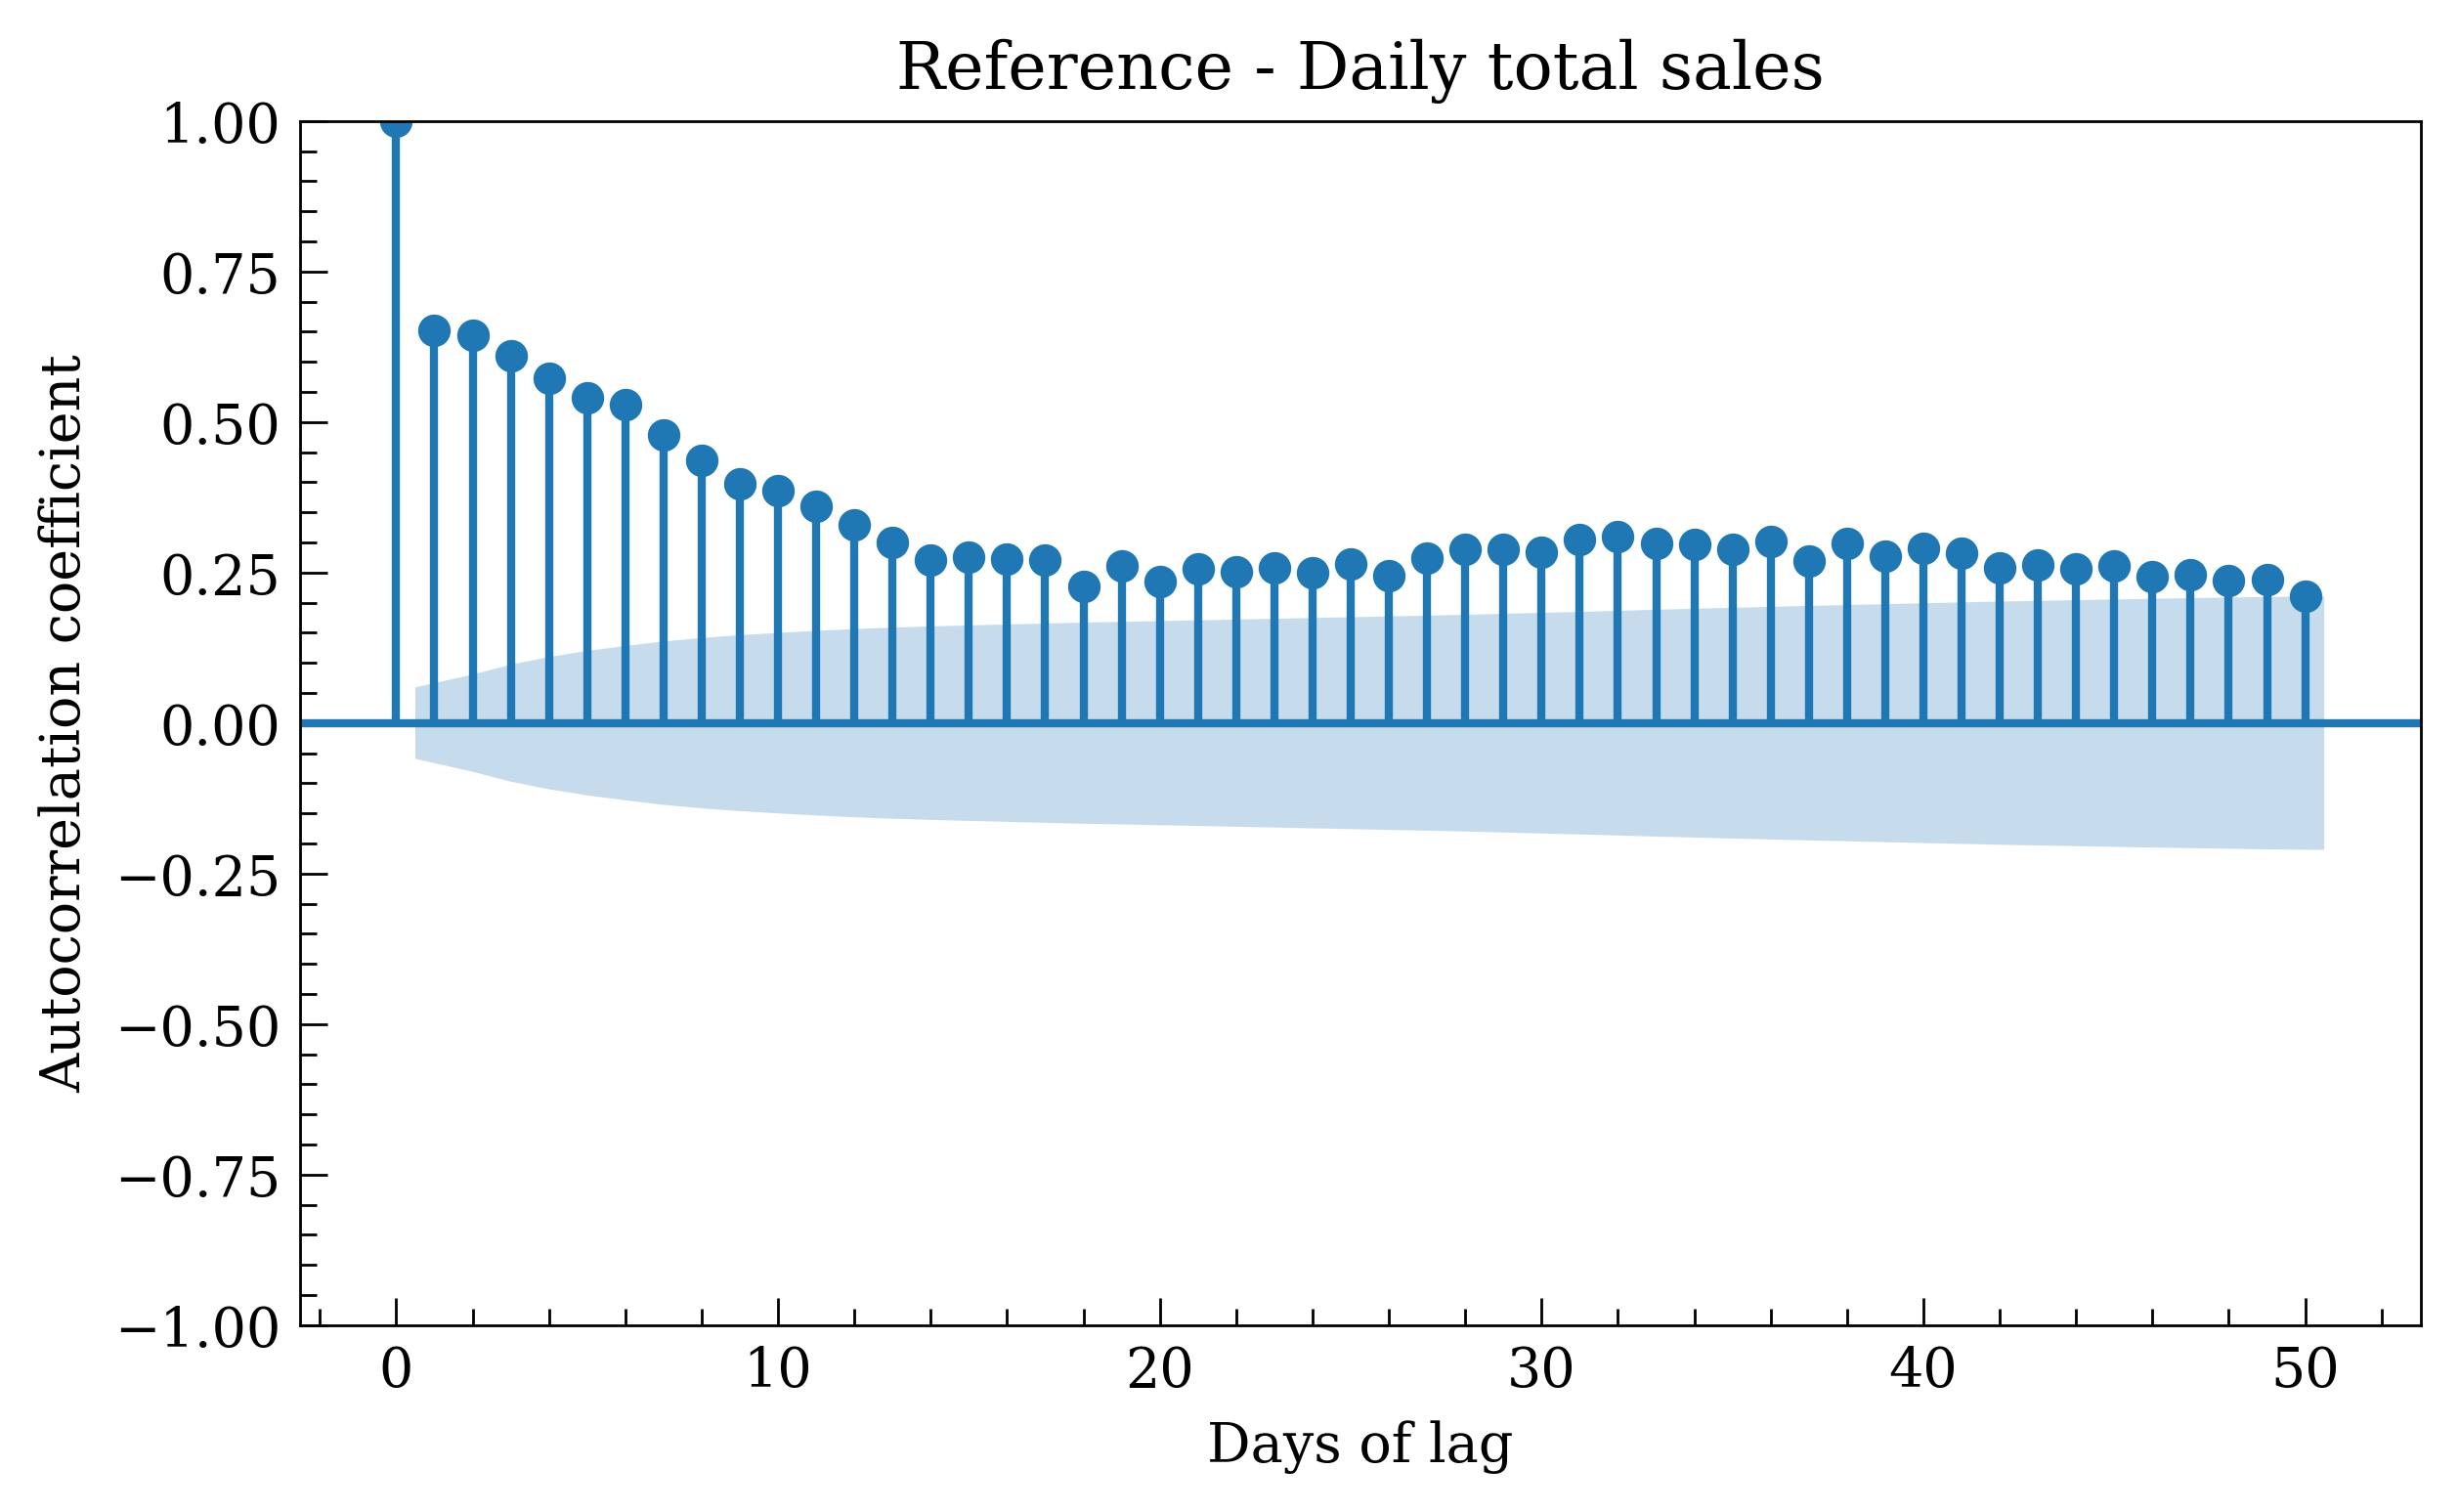 Reference - Daily total sales
Autocorrelation coefficient
1.00
0.75
0.50
0.25
0.00
−0.25
−0.50
−0.75
−1.00
0 10 20 30 40 50
Days of lag